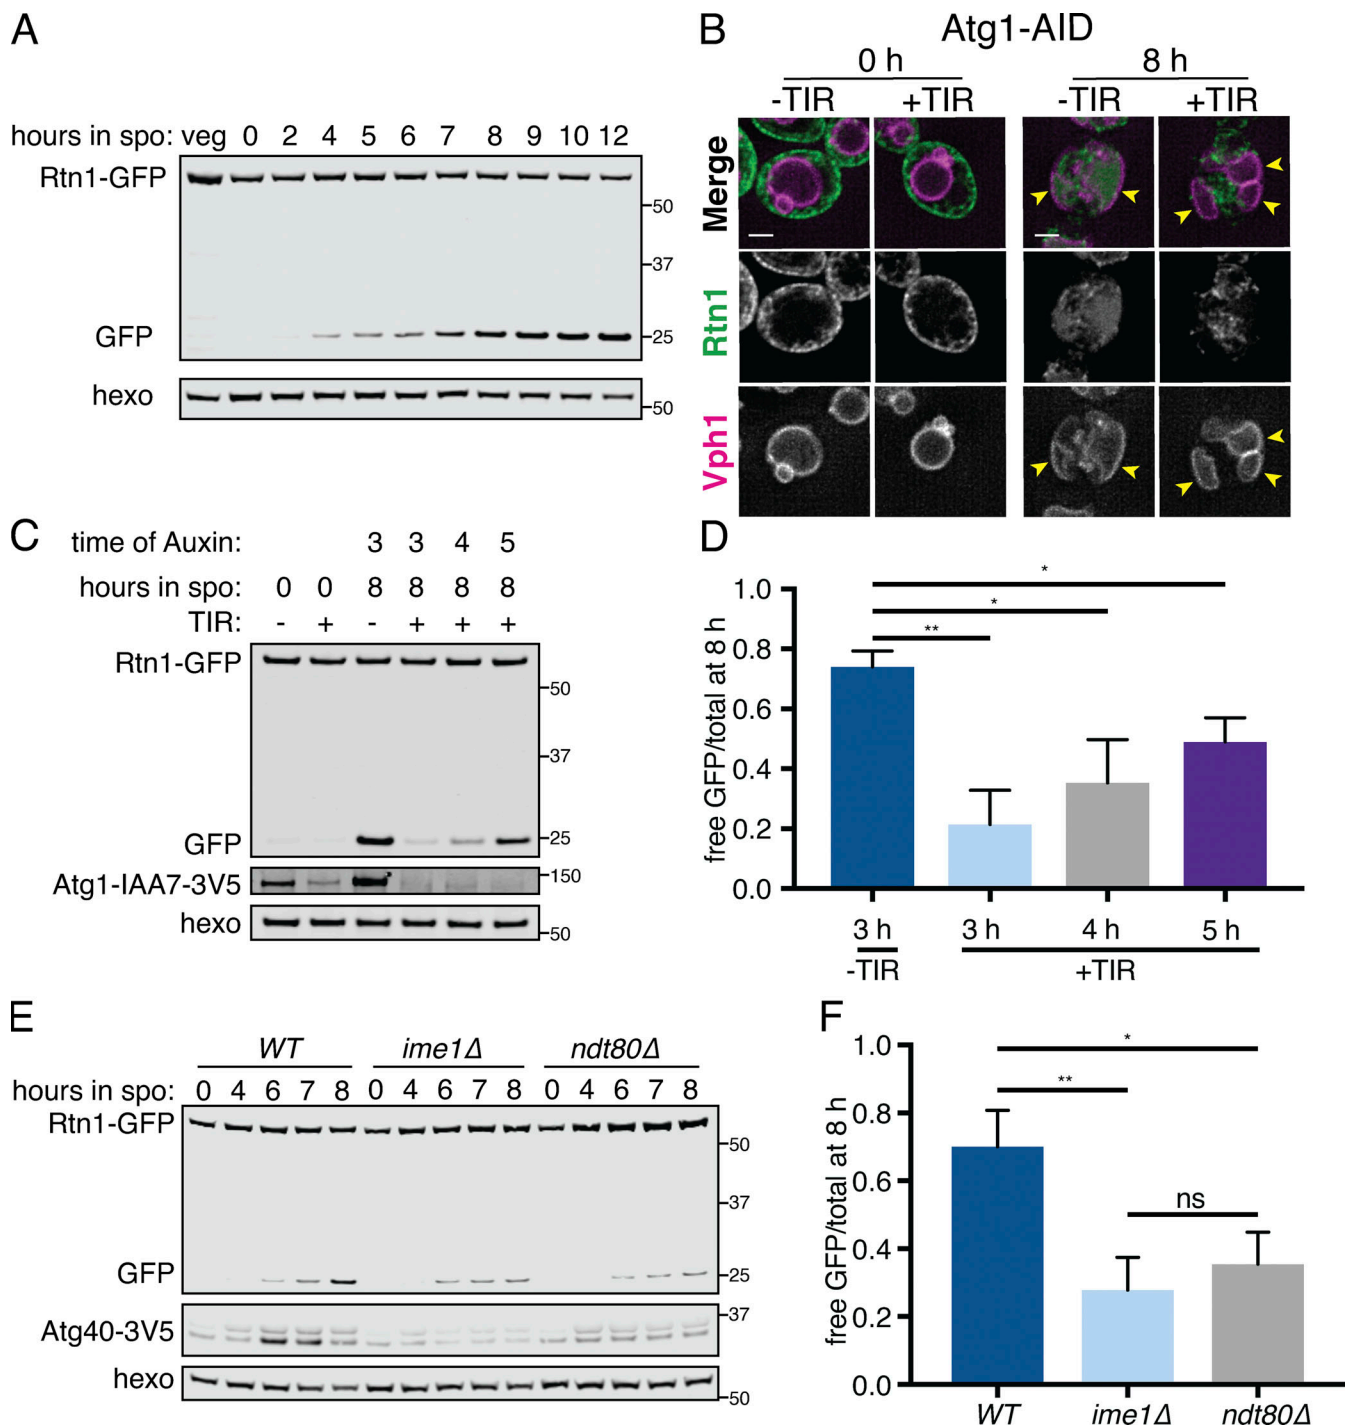 A
hours in spo: veg 0 2 4 5 6 7 8 9 10 12
Rtn1-GFP
50
37
GFP
25
hexo
50
B
Atg1-AID
0 h 8 h
-TIR +TIR -TIR +TIR
Merge
Rtn1
Vph1
C
time of Auxin: 3 3 4 5
hours in spo: 0 0 8 8 8 8
TIR: - + - + + +
Rtn1-GFP
50
37
GFP
25
Atg1-IAA7-3V5
150
hexo
50
D
free GFP/total at 8 h
1.0
0.8
0.6
0.4
0.2
0.0
*
*
**
3 h 3 h 4 h 5 h
-TIR +TIR
E
WT ime1Δ ndt80Δ
hours in spo: 0 4 6 7 8 0 4 6 7 8 0 4 6 7 8
Rtn1-GFP
50
37
GFP
25
Atg40-3V5
37
hexo
50
F
free GFP/total at 8 h
1.0
0.8
0.6
0.4
0.2
0.0
*
**
ns
WT ime1Δ ndt80Δ